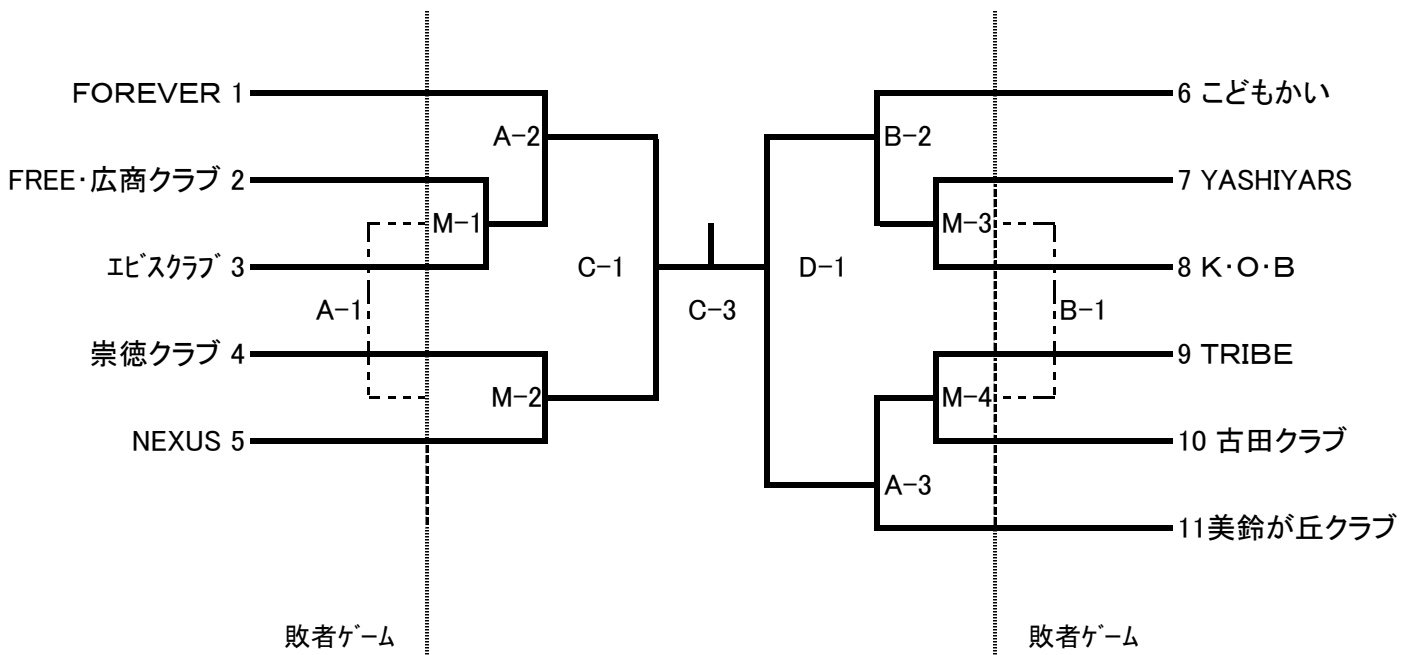 FOREVER 1
6 こどもかい
A-2
B-2
FREE・広商クラブ 2
7 YASHIYARS
M-1
M-3
ｴﾋﾞｽｸﾗﾌﾞ 3
C-1
D-1
8 K・O・B
A-1
C-3
B-1
崇徳クラブ 4
9 TRIBE
M-2
M-4
NEXUS 5
10 古田クラブ
A-3
11美鈴が丘クラブ
敗者ｹﾞｰﾑ
敗者ｹﾞｰﾑ